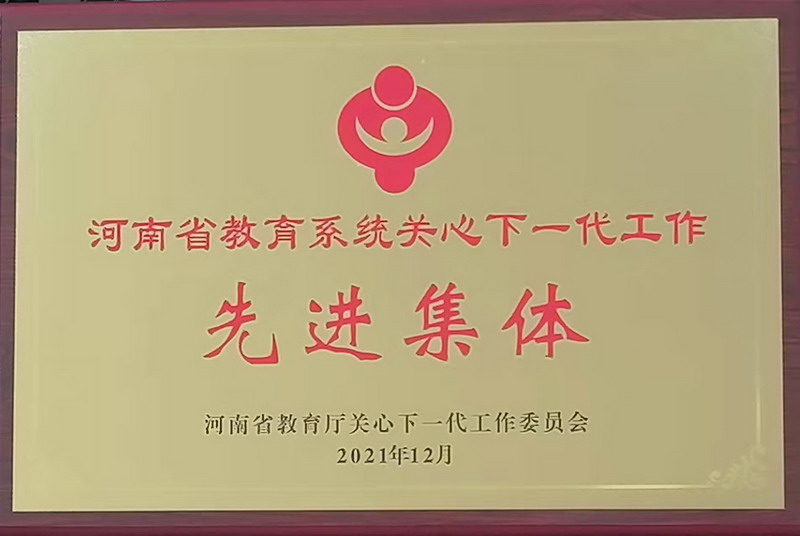 河南省教育系统关心下一代工作
先进集体
河南省教育厅关心下一代工作委员会
2021年12月